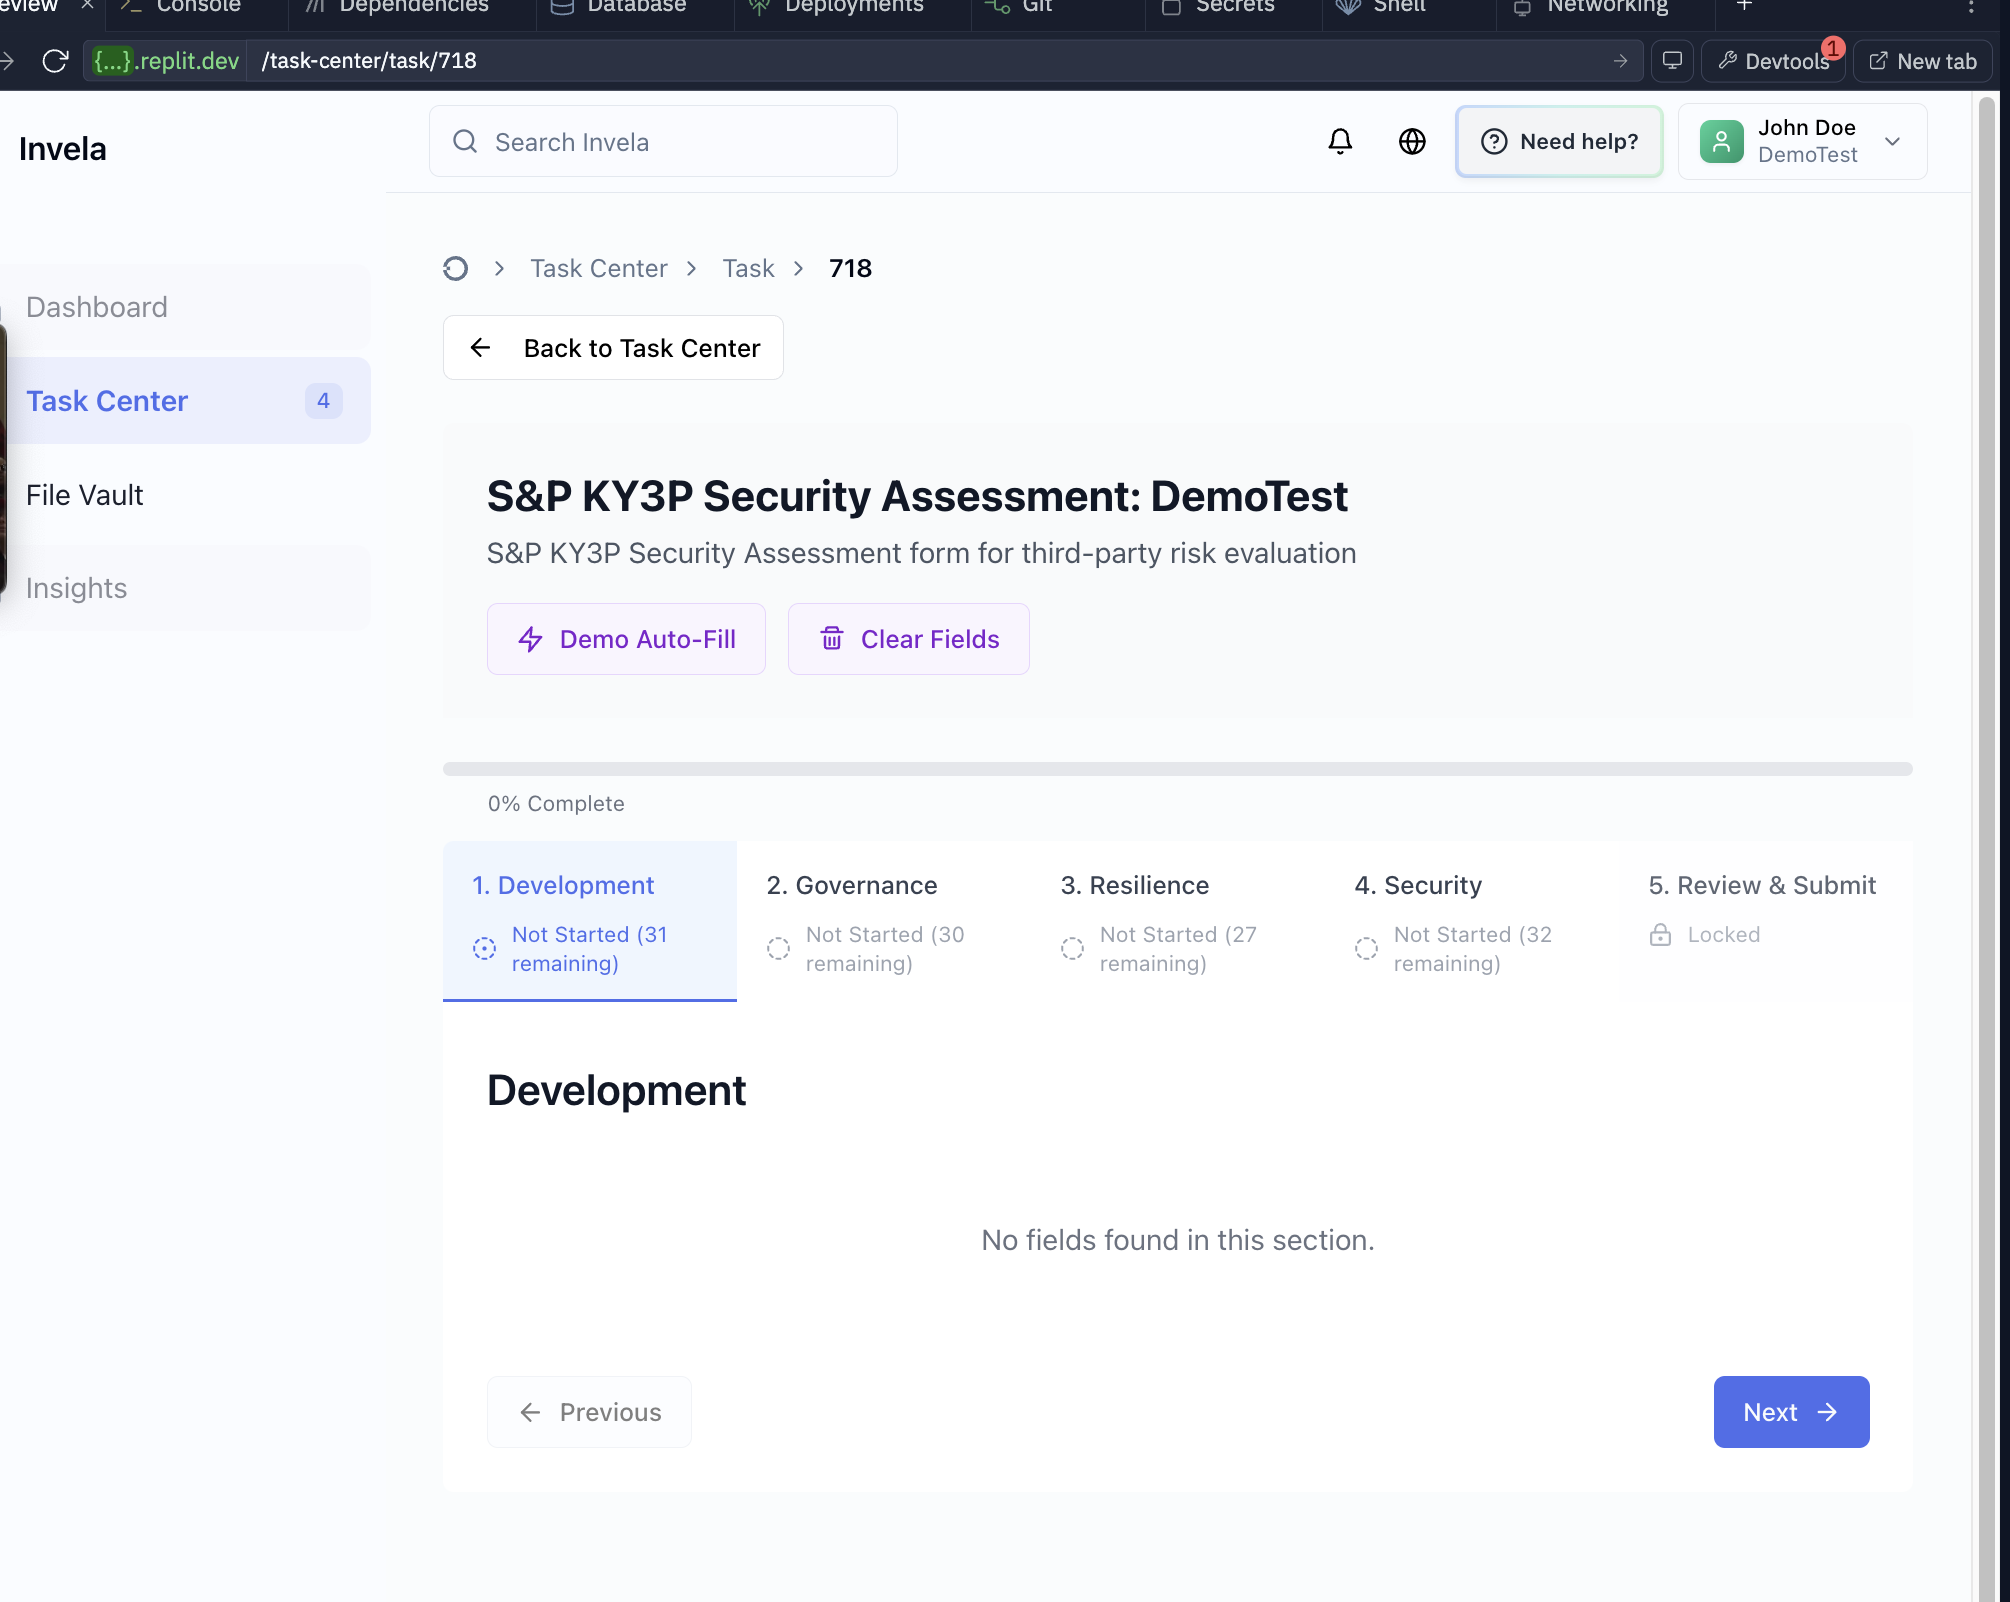 Console
Dependencies
Database
Deployments
Git
Secrets
Shell
Networking
{...}.replit.dev
/task-center/task/718
Devtools
1
New tab
Invela
Search Invela
Need help?
John Doe
DemoTest
Task Center
Task
718
Dashboard
Back to Task Center
Task Center
4
File Vault
Insights
S&P KY3P Security Assessment: DemoTest
S&P KY3P Security Assessment form for third-party risk evaluation
Demo Auto-Fill
Clear Fields
0% Complete
1. Development
Not Started (31
remaining)
2. Governance
Not Started (30
remaining)
3. Resilience
Not Started (27
remaining)
4. Security
Not Started (32
remaining)
5. Review & Submit
Locked
Development
No fields found in this section.
Previous
Next